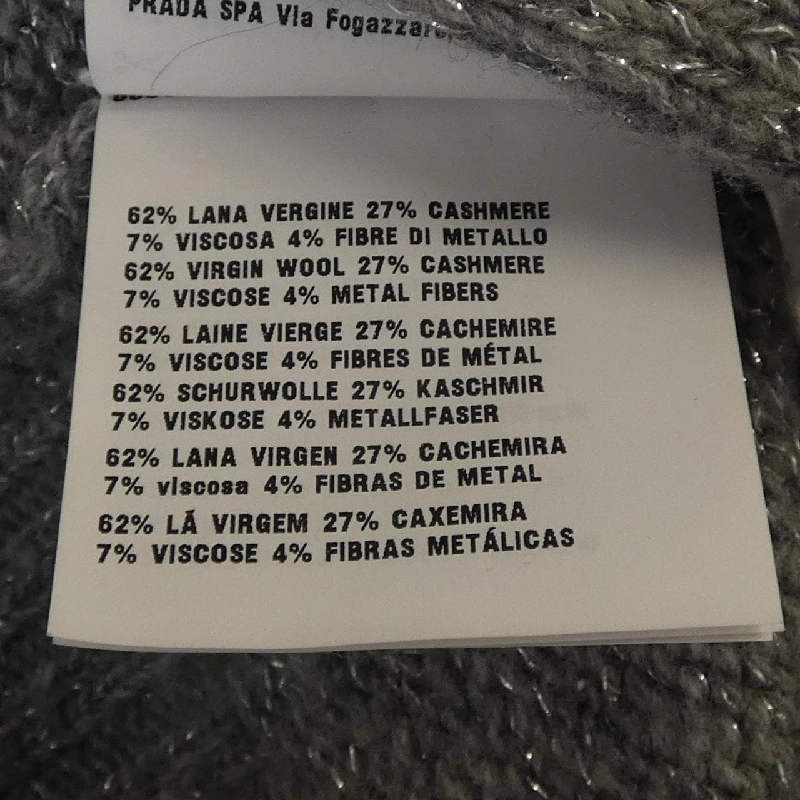 PRADA SPA Via Fogazzaro,
62% LANA VERGINE 27% CASHMERE
7% VISCOSA 4% FIBRE DI METALLO
62% VIRGIN WOOL 27% CASHMERE
7% VISCOSE 4% METAL FIBERS
62% LAINE VIERGE 27% CACHEMIRE
7% VISCOSE 4% FIBRES DE MÉTAL
62% SCHURWOLLE 27% KASCHMIR
7% VISKOSE 4% METALLFASER
62% LANA VIRGEN 27% CACHEMIRA
7% viscosa 4% FIBRAS DE METAL
62% LÃ VIRGEM 27% CAXEMIRA
7% VISCOSE 4% FIBRAS METÁLICAS